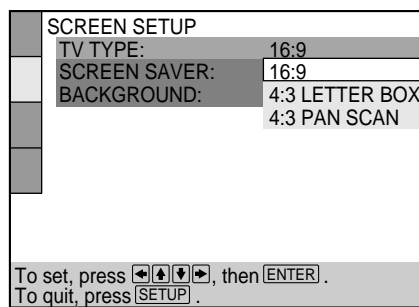 SCREEN SETUP
TV TYPE: 16:9
SCREEN SAVER: 16:9
BACKGROUND: 4:3 LETTER BOX
4:3 PAN SCAN
To set, press ←↑↓→, then ENTER .
To quit, press SETUP .